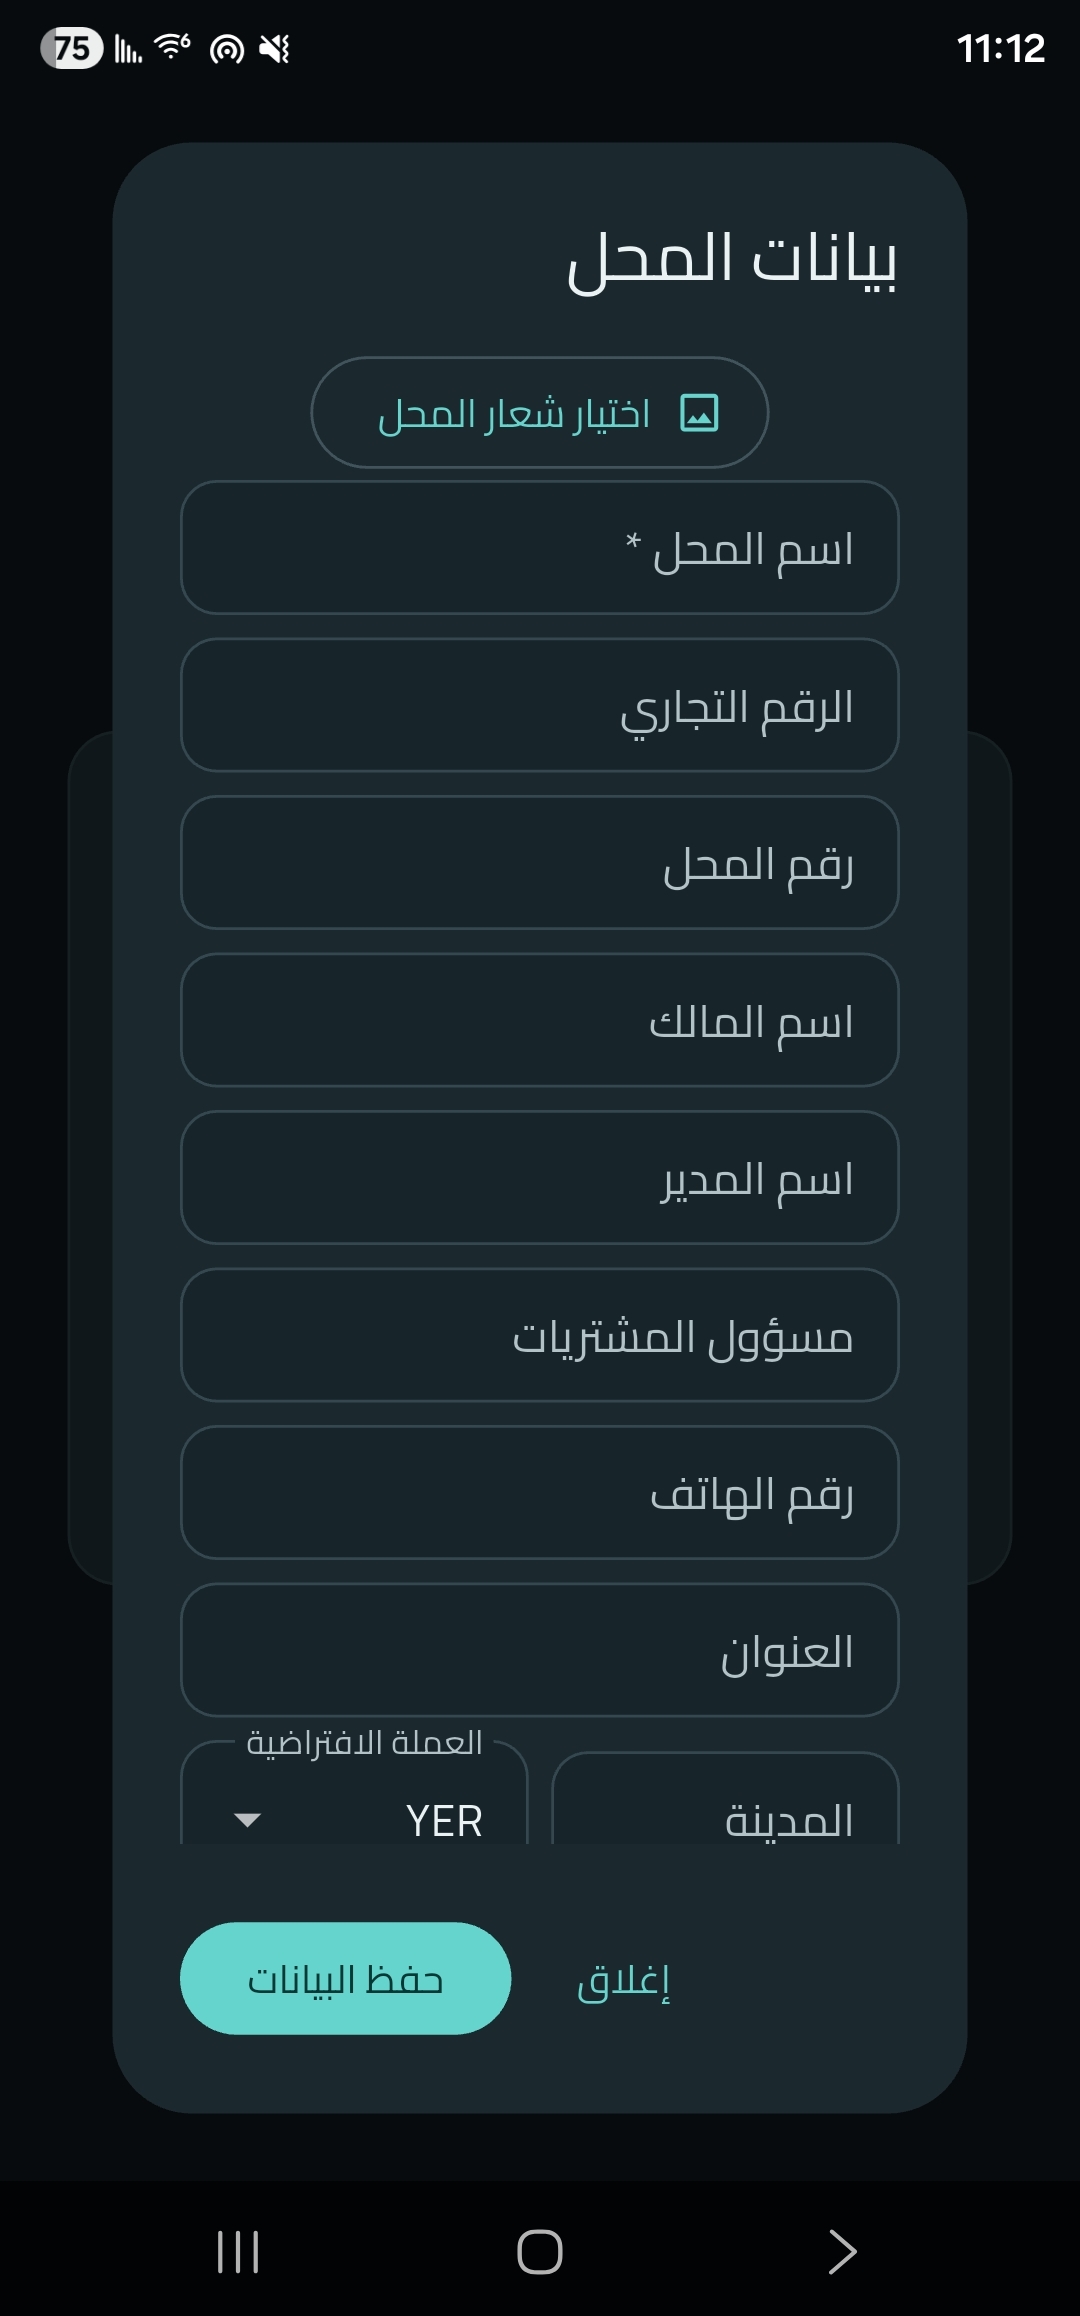 75
6
11:12
بيانات المحل
اختيار شعار المحل
اسم المحل *
الرقم التجاري
رقم المحل
اسم المالك
اسم المدير
مسؤول المشتريات
رقم الهاتف
العنوان
المدينة
العملة الافتراضية
YER
إغلاق
حفظ البيانات